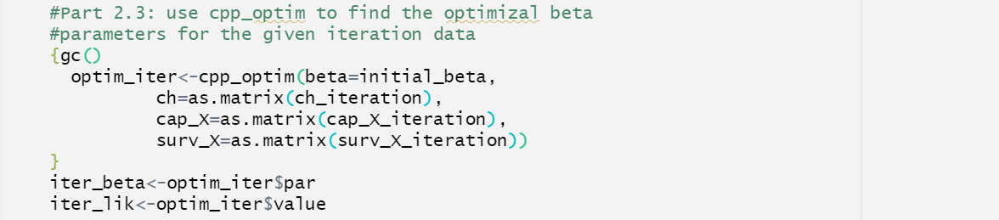 #Part 2.3: use cpp_optim to find the optimizal beta
#parameters for the given iteration data
{gc()
optim_iter<-cpp_optim(beta=initial_beta,
ch=as.matrix(ch_iteration),
cap_X=as.matrix(cap_X_iteration),
surv_X=as.matrix(surv_X_iteration))
}
iter_beta<-optim_iter$par
iter_lik<-optim_iter$value